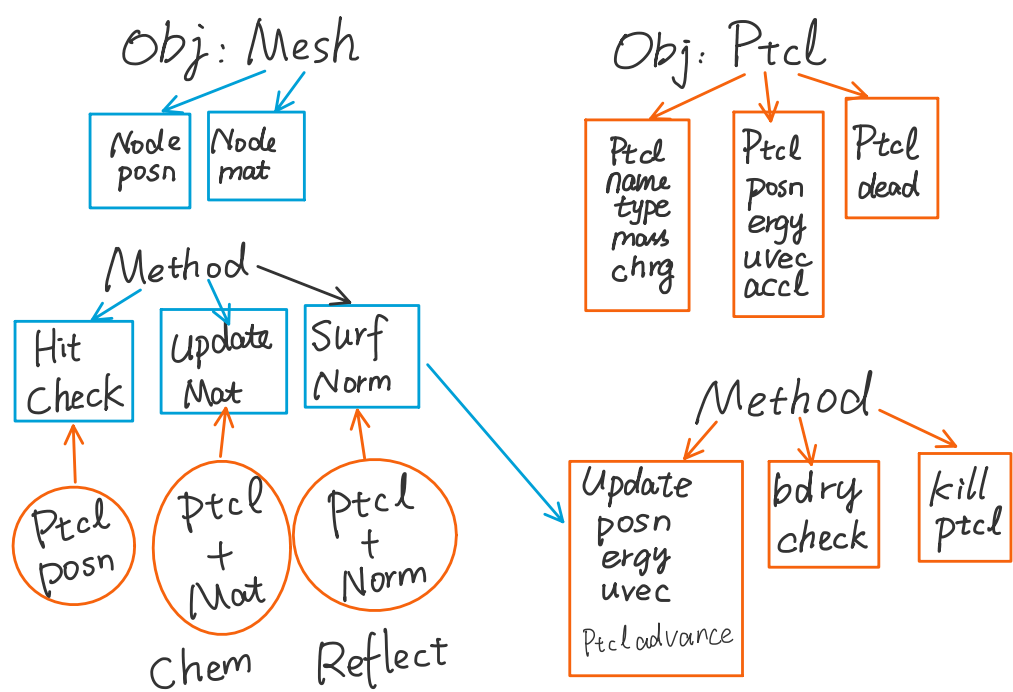 Obj: Mesh
Node
posn
Node
mat
Method
Hit
Check
Update
Mat
Surf
Norm
Ptcl
posn
Ptcl
+
Mat
Ptcl
+
Norm
Chem
Reflect
Obj: Ptcl
Ptcl
name
type
mass
chrg
Ptcl
posn
ergy
uvec
accl
Ptcl
dead
Method
Update
posn
ergy
uvec
Ptcl advance
bdry
check
kill
ptcl